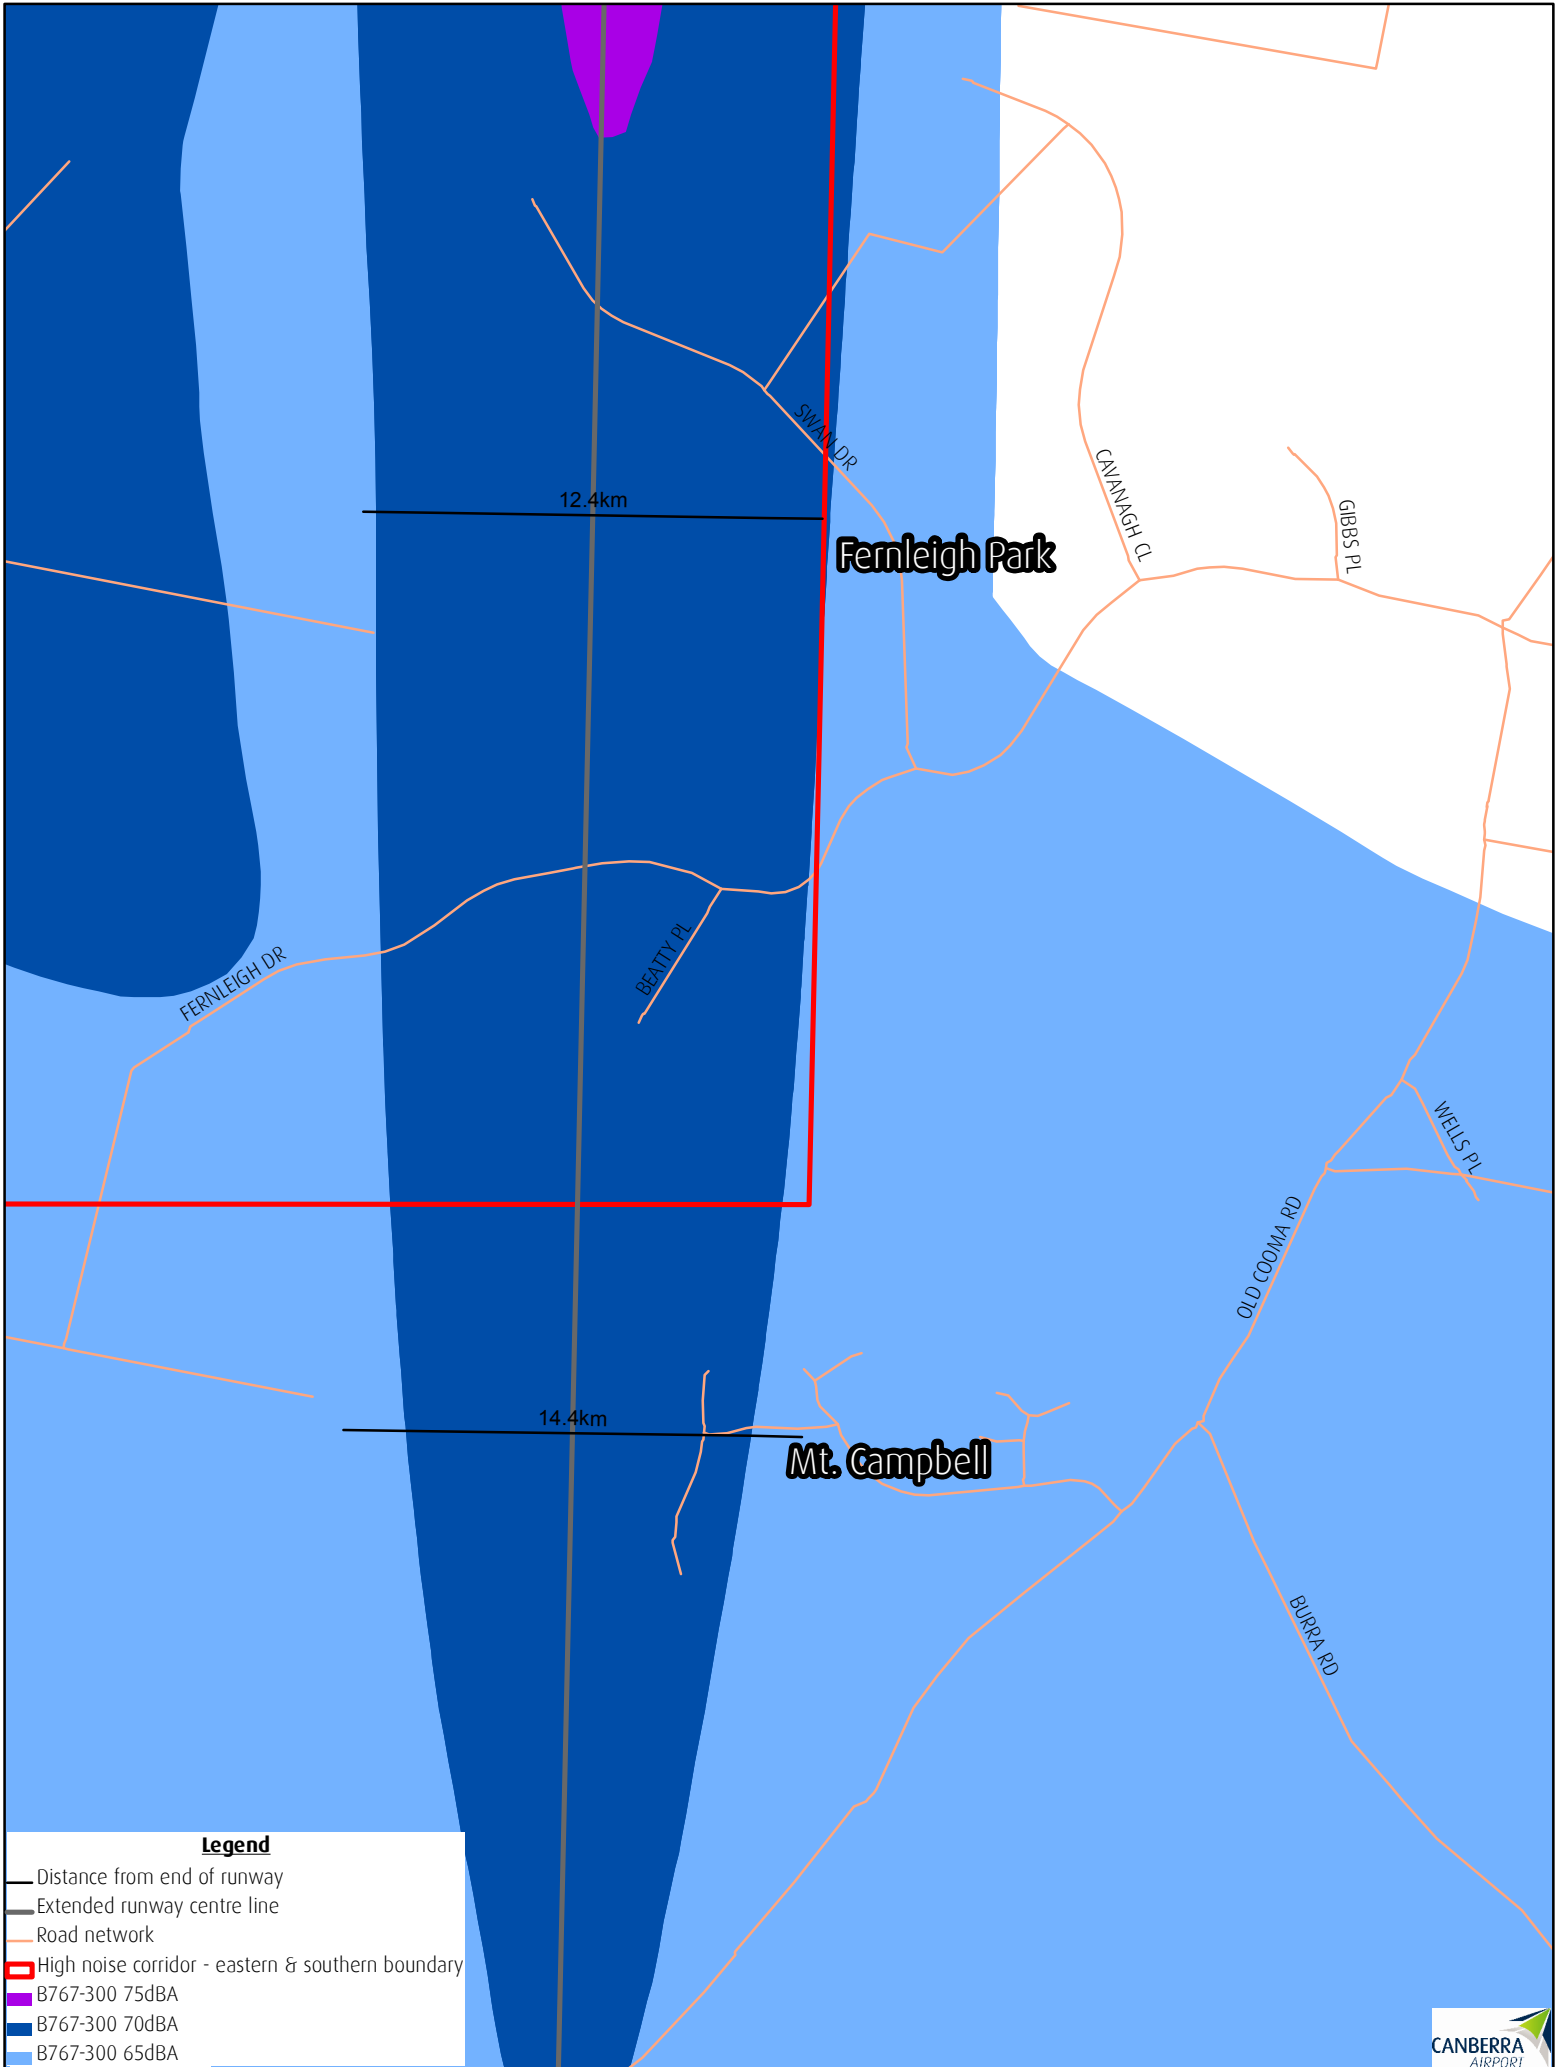 SWAN DR
12.4km
CAVANAGH CL
GIBBS PL
Fernleigh Park
BEATTY PL
FERNLEIGH DR
WELLS PL
OLD COOMA RD
14.4km
Mt. Campbell
BURRA RD
Legend
Distance from end of runway
Extended runway centre line
Road network
High noise corridor - eastern & southern boundary
B767-300 75dBA
B767-300 70dBA
B767-300 65dBA
CANBERRA
AIRPORT